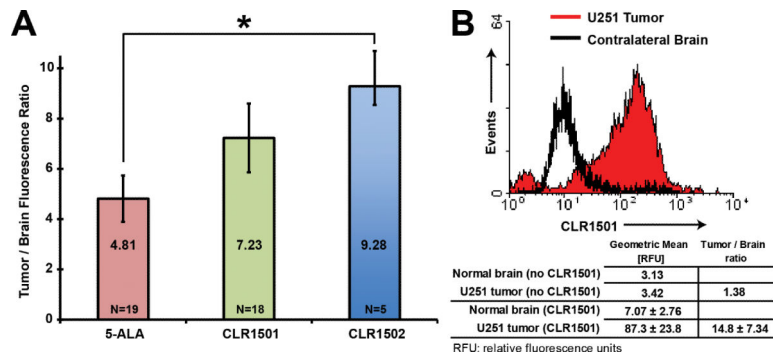 A
*
Tumor / Brain Fluorescence Ratio
10
8
6
4
2
0
4.81
7.23
9.28
N=19
N=18
N=5
5-ALA
CLR1501
CLR1502
B
U251 Tumor
Contralateral Brain
64
Events
0
10⁰ 10¹ 10² 10³ 10⁴
CLR1501
Geometric Mean [RFU]
Tumor / Brain ratio
Normal brain (no CLR1501) 3.13
U251 tumor (no CLR1501) 3.42 1.38
Normal brain (CLR1501) 7.07 ± 2.76
U251 tumor (CLR1501) 87.3 ± 23.8 14.8 ± 7.34
RFU: relative fluorescence units